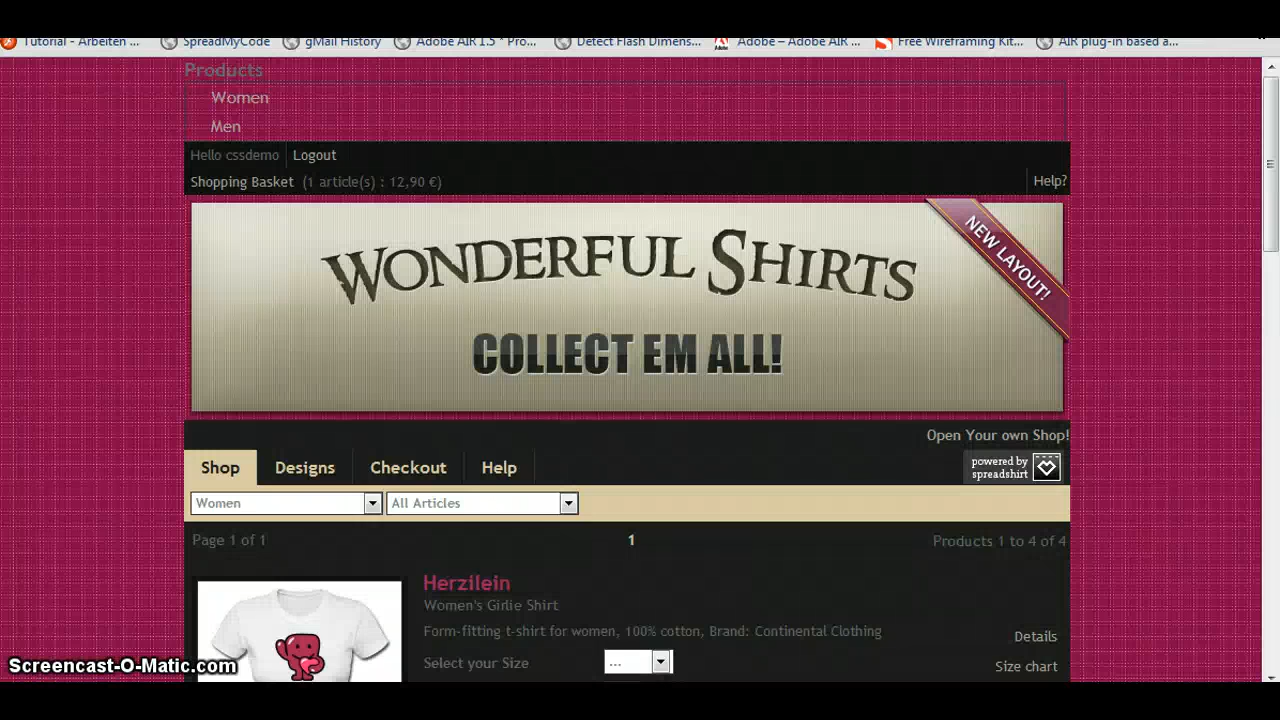 Tutorial - Arbeiten ... SpreadMyCode gMail History Adobe AIR 1.5 * Pro... Detect Flash Dimens... Adobe – Adobe AIR ... Free Wireframing Kit... AIR plug-in based a...
Products
Women
Men
Hello cssdemo Logout
Shopping Basket (1 article(s) : 12,90 €) Help?
WONDERFUL SHIRTS
NEW LAYOUT!
COLLECT EM ALL!
Open Your own Shop!
Shop Designs Checkout Help
powered by
spreadshirt
Women All Articles
Page 1 of 1 1 Products 1 to 4 of 4
Herzilein
Women's Girlie Shirt
Form-fitting t-shirt for women, 100% cotton, Brand: Continental Clothing
Details
Select your Size ...
Size chart
Screencast-O-Matic.com